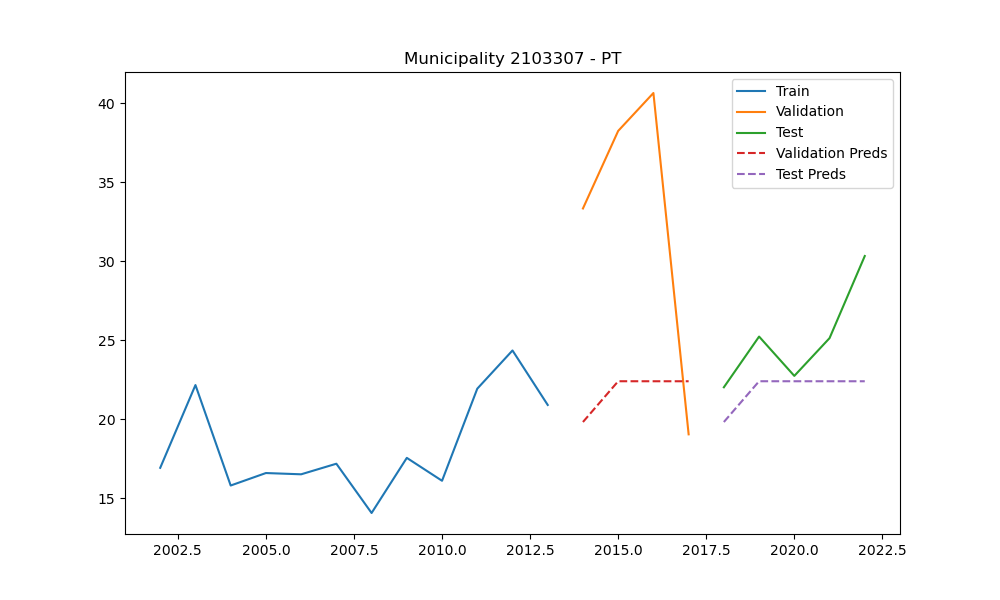 Municipality 2103307 - PT
Train
Validation
Test
Validation Preds
Test Preds
40
35
30
25
20
15
2002.5 2005.0 2007.5 2010.0 2012.5 2015.0 2017.5 2020.0 2022.5